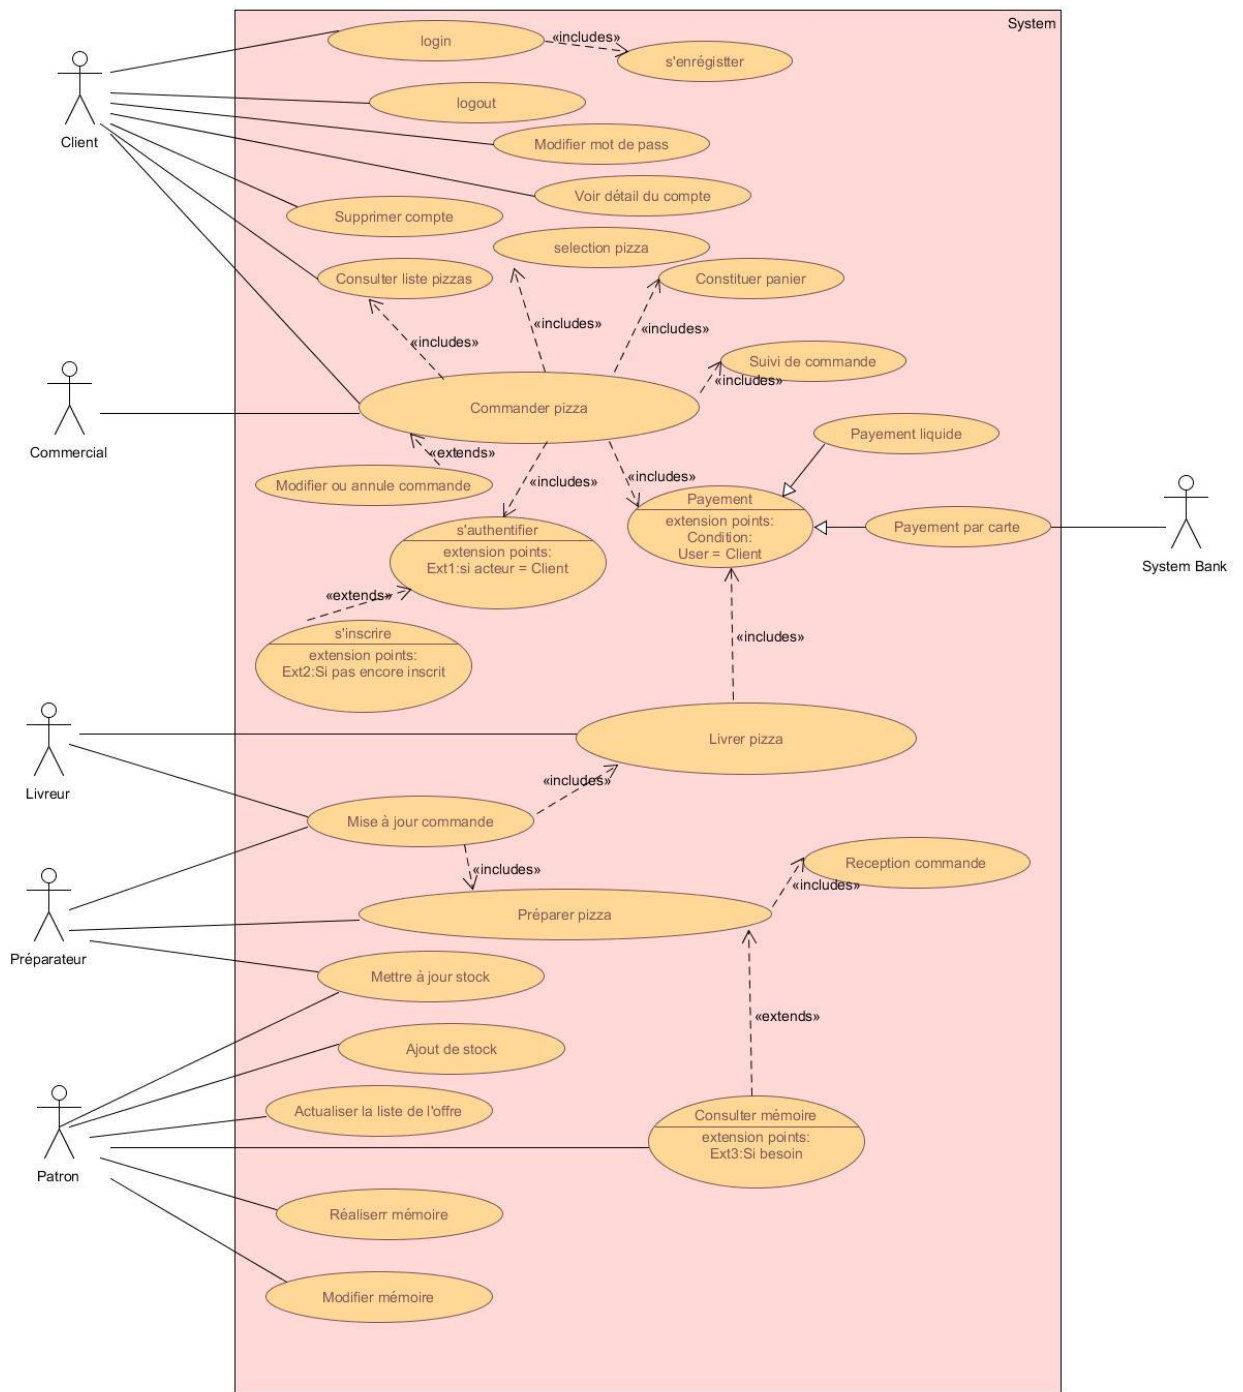 System
login
«includes»
s'enrégistter
logout
Client
Modifier mot de pass
Voir détail du compte
Supprimer compte
selection pizza
Consulter liste pizzas
Constituer panier
«includes»
«includes»
«includes»
Suivi de commande
«includes»
Commander pizza
Commercial
Payement liquide
«extends»
Modifier ou annule commande
«includes»
«includes»
Payement
extension points:
Condition:
User = Client
Payement par carte
System Bank
s'authentifier
extension points:
Ext1:si acteur = Client
«extends»
s'inscrire
extension points:
Ext2:Si pas encore inscrit
«includes»
Livrer pizza
Livreur
«includes»
Mise à jour commande
«includes»
Reception commande
«includes»
Préparer pizza
Préparateur
Mettre à jour stock
«extends»
Ajout de stock
Actualiser la liste de l'offre
Consulter mémoire
extension points:
Ext3:Si besoin
Patron
Réaliserr mémoire
Modifier mémoire